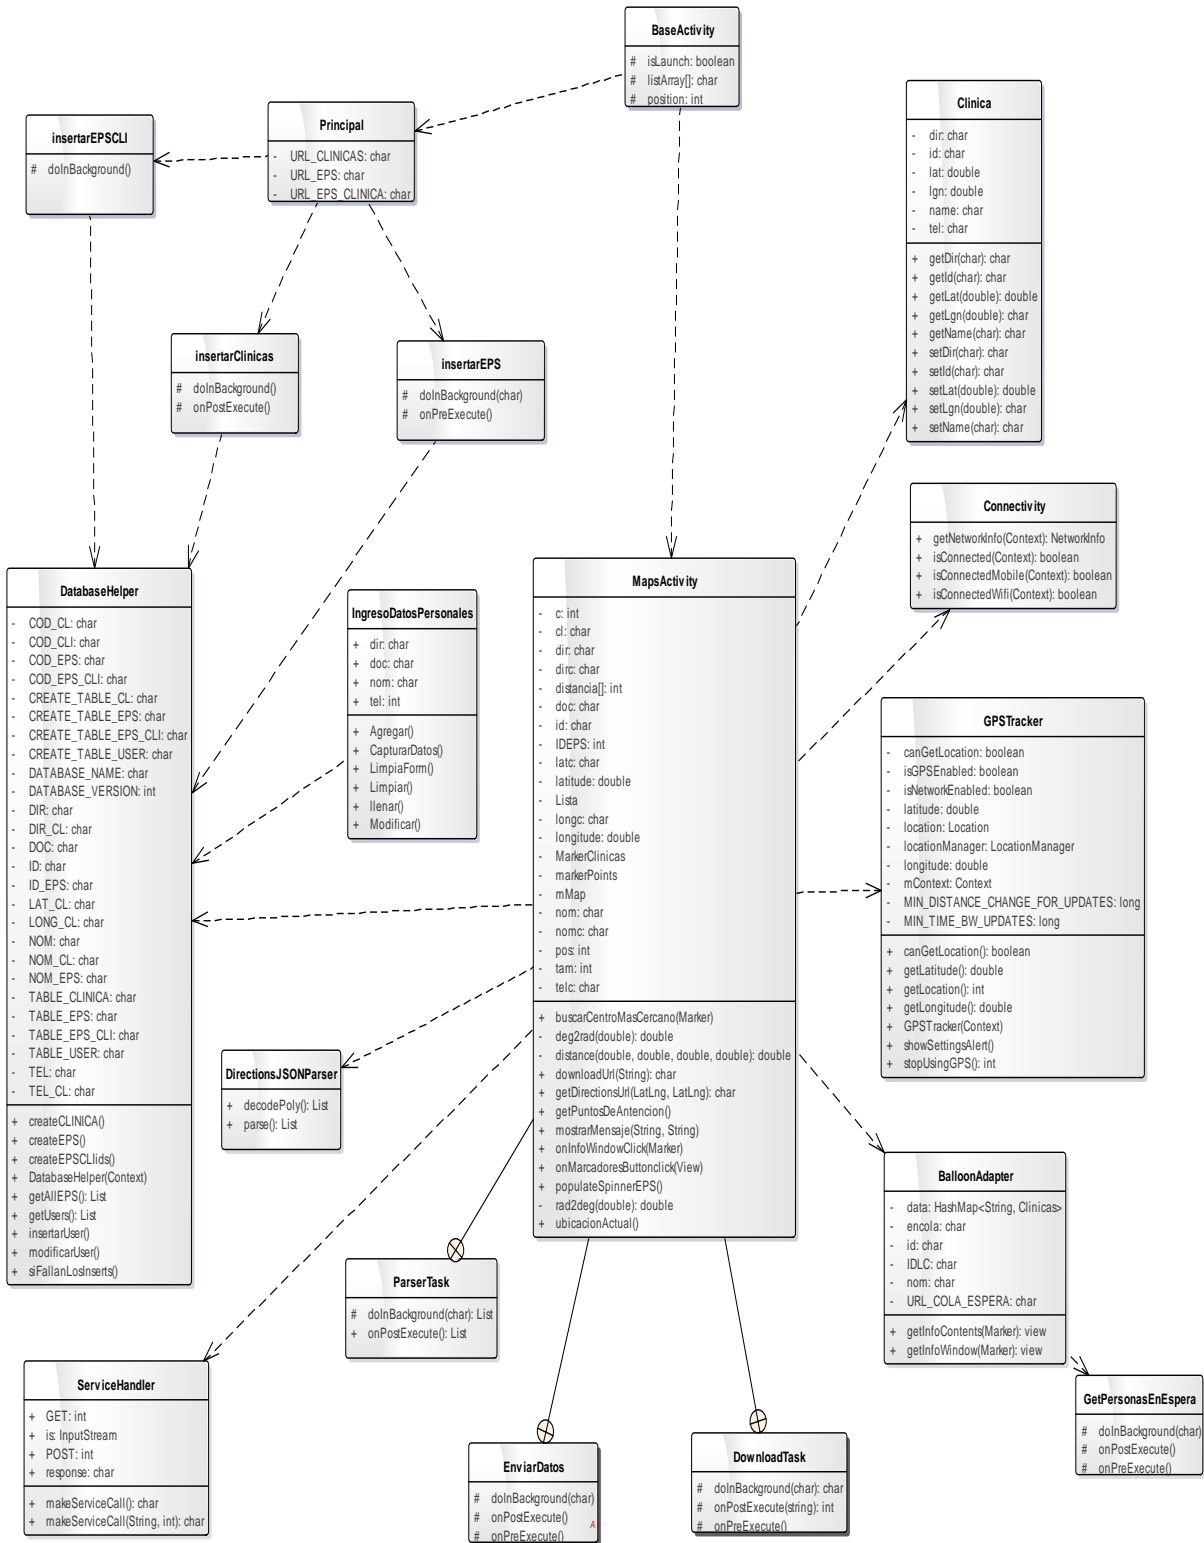 BaseActivity
# isLaunch: boolean
# listArray[]: char
# position: int
Principal
- URL_CLINICAS: char
- URL_EPS: char
- URL_EPS_CLINICA: char
insertarEPSCLI
# doInBackground()
Clinica
- dir: char
- id: char
- lat: double
- lgn: double
- name: char
- tel: char
+ getDir(char): char
+ getId(char): char
+ getLat(double): double
+ getLgn(double): char
+ getName(char): char
+ setDir(char): char
+ setId(char): char
+ setLat(double): double
+ setLgn(double): char
+ setName(char): char
insertarClinicas
# doInBackground()
# onPostExecute()
insertarEPS
# doInBackground(char)
# onPreExecute()
Connectivity
+ getNetworkInfo(Context): NetworkInfo
+ isConnected(Context): boolean
+ isConnectedMobile(Context): boolean
+ isConnectedWifi(Context): boolean
DatabaseHelper
- COD_CL: char
- COD_CLI: char
- COD_EPS: char
- COD_EPS_CLI: char
- CREATE_TABLE_CL: char
- CREATE_TABLE_EPS: char
- CREATE_TABLE_EPS_CLI: char
- CREATE_TABLE_USER: char
- DATABASE_NAME: char
- DATABASE_VERSION: int
- DIR: char
- DIR_CL: char
- DOC: char
- ID: char
- ID_EPS: char
- LAT_CL: char
- LONG_CL: char
- NOM: char
- NOM_CL: char
- NOM_EPS: char
- TABLE_CLINICA: char
- TABLE_EPS: char
- TABLE_EPS_CLI: char
- TABLE_USER: char
- TEL: char
- TEL_CL: char
+ createCLINICA()
+ createEPS()
+ createEPSCLIids()
+ DatabaseHelper(Context)
+ getAllEPS(): List
+ getUsers(): List
+ insertarUser()
+ modificarUser()
+ siFallanLosInserts()
IngresoDatosPersonales
+ dir: char
+ doc: char
+ nom: char
+ tel: int
+ Agregar()
+ CapturarDatos()
+ LimpiaForm()
+ Limpiar()
+ llenar()
+ Modificar()
MapsActivity
- c: int
- cl: char
- dir: char
- dirc: char
- distancia[]: int
- doc: char
- id: char
- IDEPS: int
- latc: char
- latitude: double
- Lista
- longc: char
- longitude: double
- MarkerClinicas
- markerPoints
- mMap
- nom: char
- nomc: char
- pos: int
- tam: int
- telc: char
+ buscarCentroMasCercano(Marker)
- deg2rad(double): double
- distance(double, double, double, double): double
+ downloadUrl(String): char
+ getDirectionsUrl(LatLng, LatLng): char
+ getPuntosDeAntencion()
+ mostrarMensaje(String, String)
+ onInfoWindowClick(Marker)
+ onMarcadoresButtonclick(View)
+ populateSpinnerEPS()
- rad2deg(double): double
+ ubicacionActual()
GPSTracker
- canGetLocation: boolean
- isGPSEnabled: boolean
- isNetworkEnabled: boolean
- latitude: double
- location: Location
- locationManager: LocationManager
- longitude: double
- mContext: Context
- MIN_DISTANCE_CHANGE_FOR_UPDATES: long
- MIN_TIME_BW_UPDATES: long
+ canGetLocation(): boolean
+ getLatitude(): double
+ getLocation(): int
+ getLongitude(): double
+ GPSTracker(Context)
+ showSettingsAlert()
+ stopUsingGPS(): int
DirectionsJSONParser
+ decodePoly(): List
+ parse(): List
BalloonAdapter
- data: HashMap<String, Clinicas>
- encola: char
- id: char
- IDLC: char
- nom: char
- URL_COLA_ESPERA: char
+ getInfoContents(Marker): view
+ getInfoWindow(Marker): view
ParserTask
# doInBackground(char): List
+ onPostExecute(): List
ServiceHandler
+ GET: int
+ is: InputStream
+ POST: int
+ response: char
+ makeServiceCall(): char
+ makeServiceCall(String, int): char
GetPersonasEnEspera
# doInBackground(char)
# onPostExecute()
# onPreExecute()
EnviarDatos
# doInBackground(char)
# onPostExecute()
# onPreExecute()
A
DownloadTask
# doInBackground(char): char
# onPostExecute(string): int
# onPreExecute()